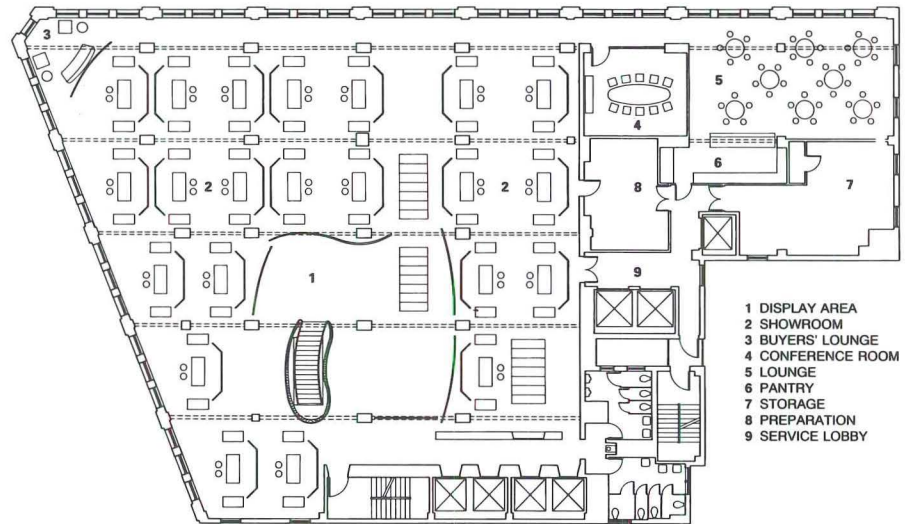 3
5
4
2
2
6
8
7
1
9
1 DISPLAY AREA
2 SHOWROOM
3 BUYERS' LOUNGE
4 CONFERENCE ROOM
5 LOUNGE
6 PANTRY
7 STORAGE
8 PREPARATION
9 SERVICE LOBBY